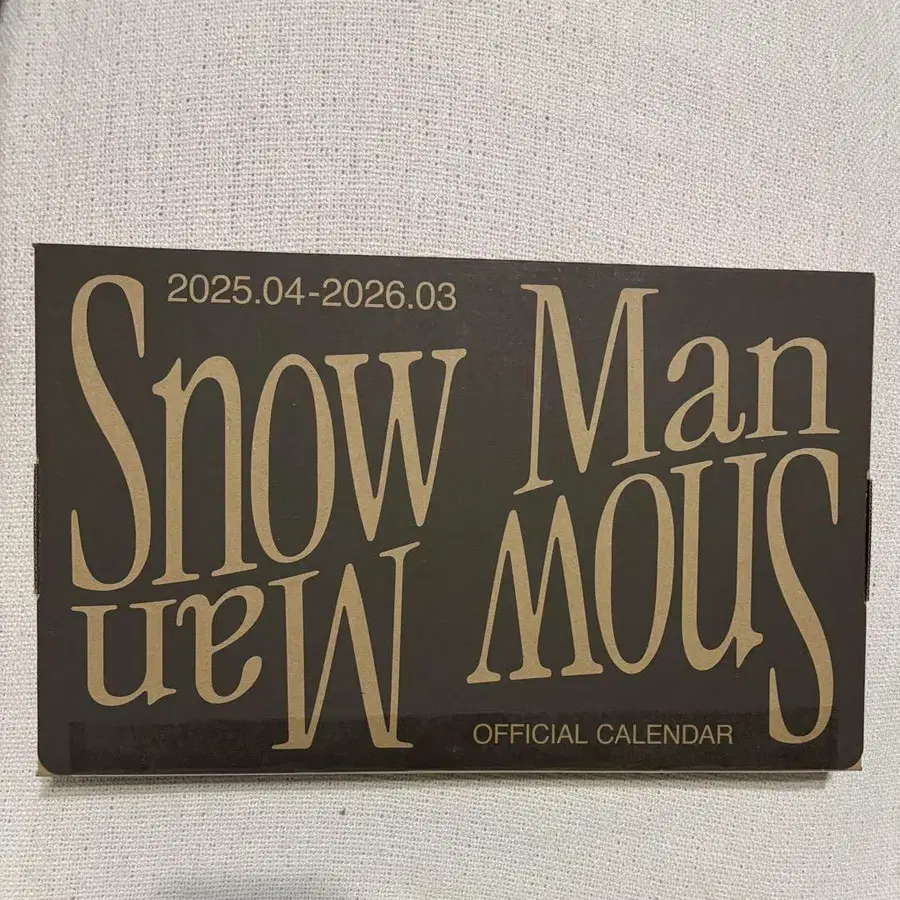 2025.04-2026.03
Snow Man
Snow Man
OFFICIAL CALENDAR